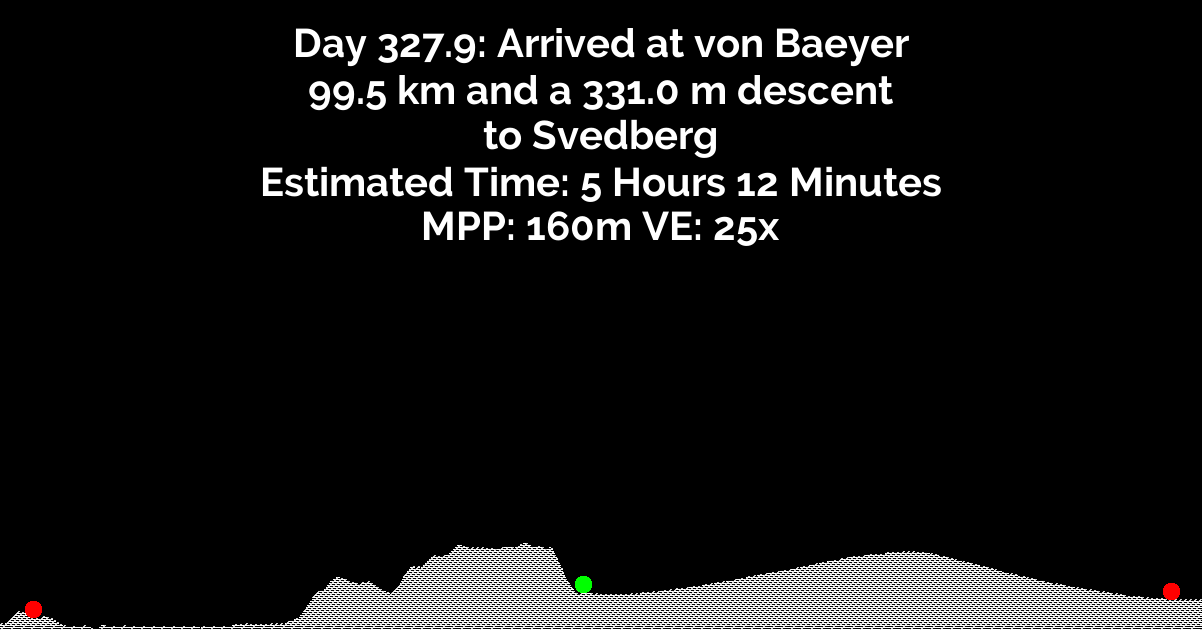 Day 327.9: Arrived at von Baeyer
99.5 km and a 331.0 m descent
to Svedberg
Estimated Time: 5 Hours 12 Minutes
MPP: 160m VE: 25x